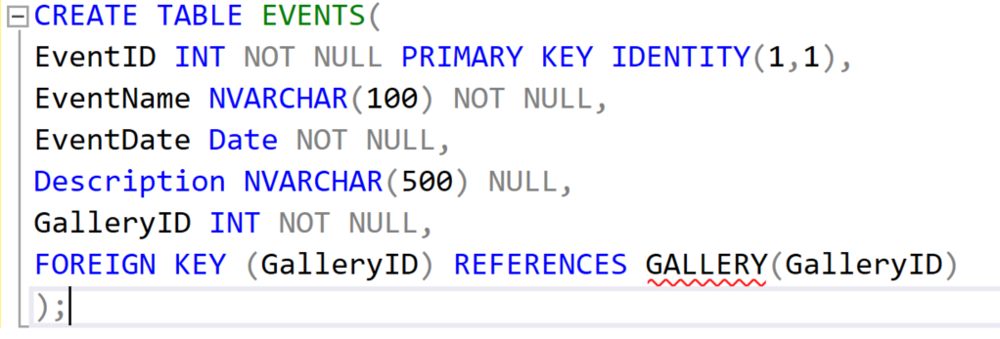 CREATE TABLE EVENTS(
EventID INT NOT NULL PRIMARY KEY IDENTITY(1,1),
EventName NVARCHAR(100) NOT NULL,
EventDate Date NOT NULL,
Description NVARCHAR(500) NULL,
GalleryID INT NOT NULL,
FOREIGN KEY (GalleryID) REFERENCES GALLERY(GalleryID)
);